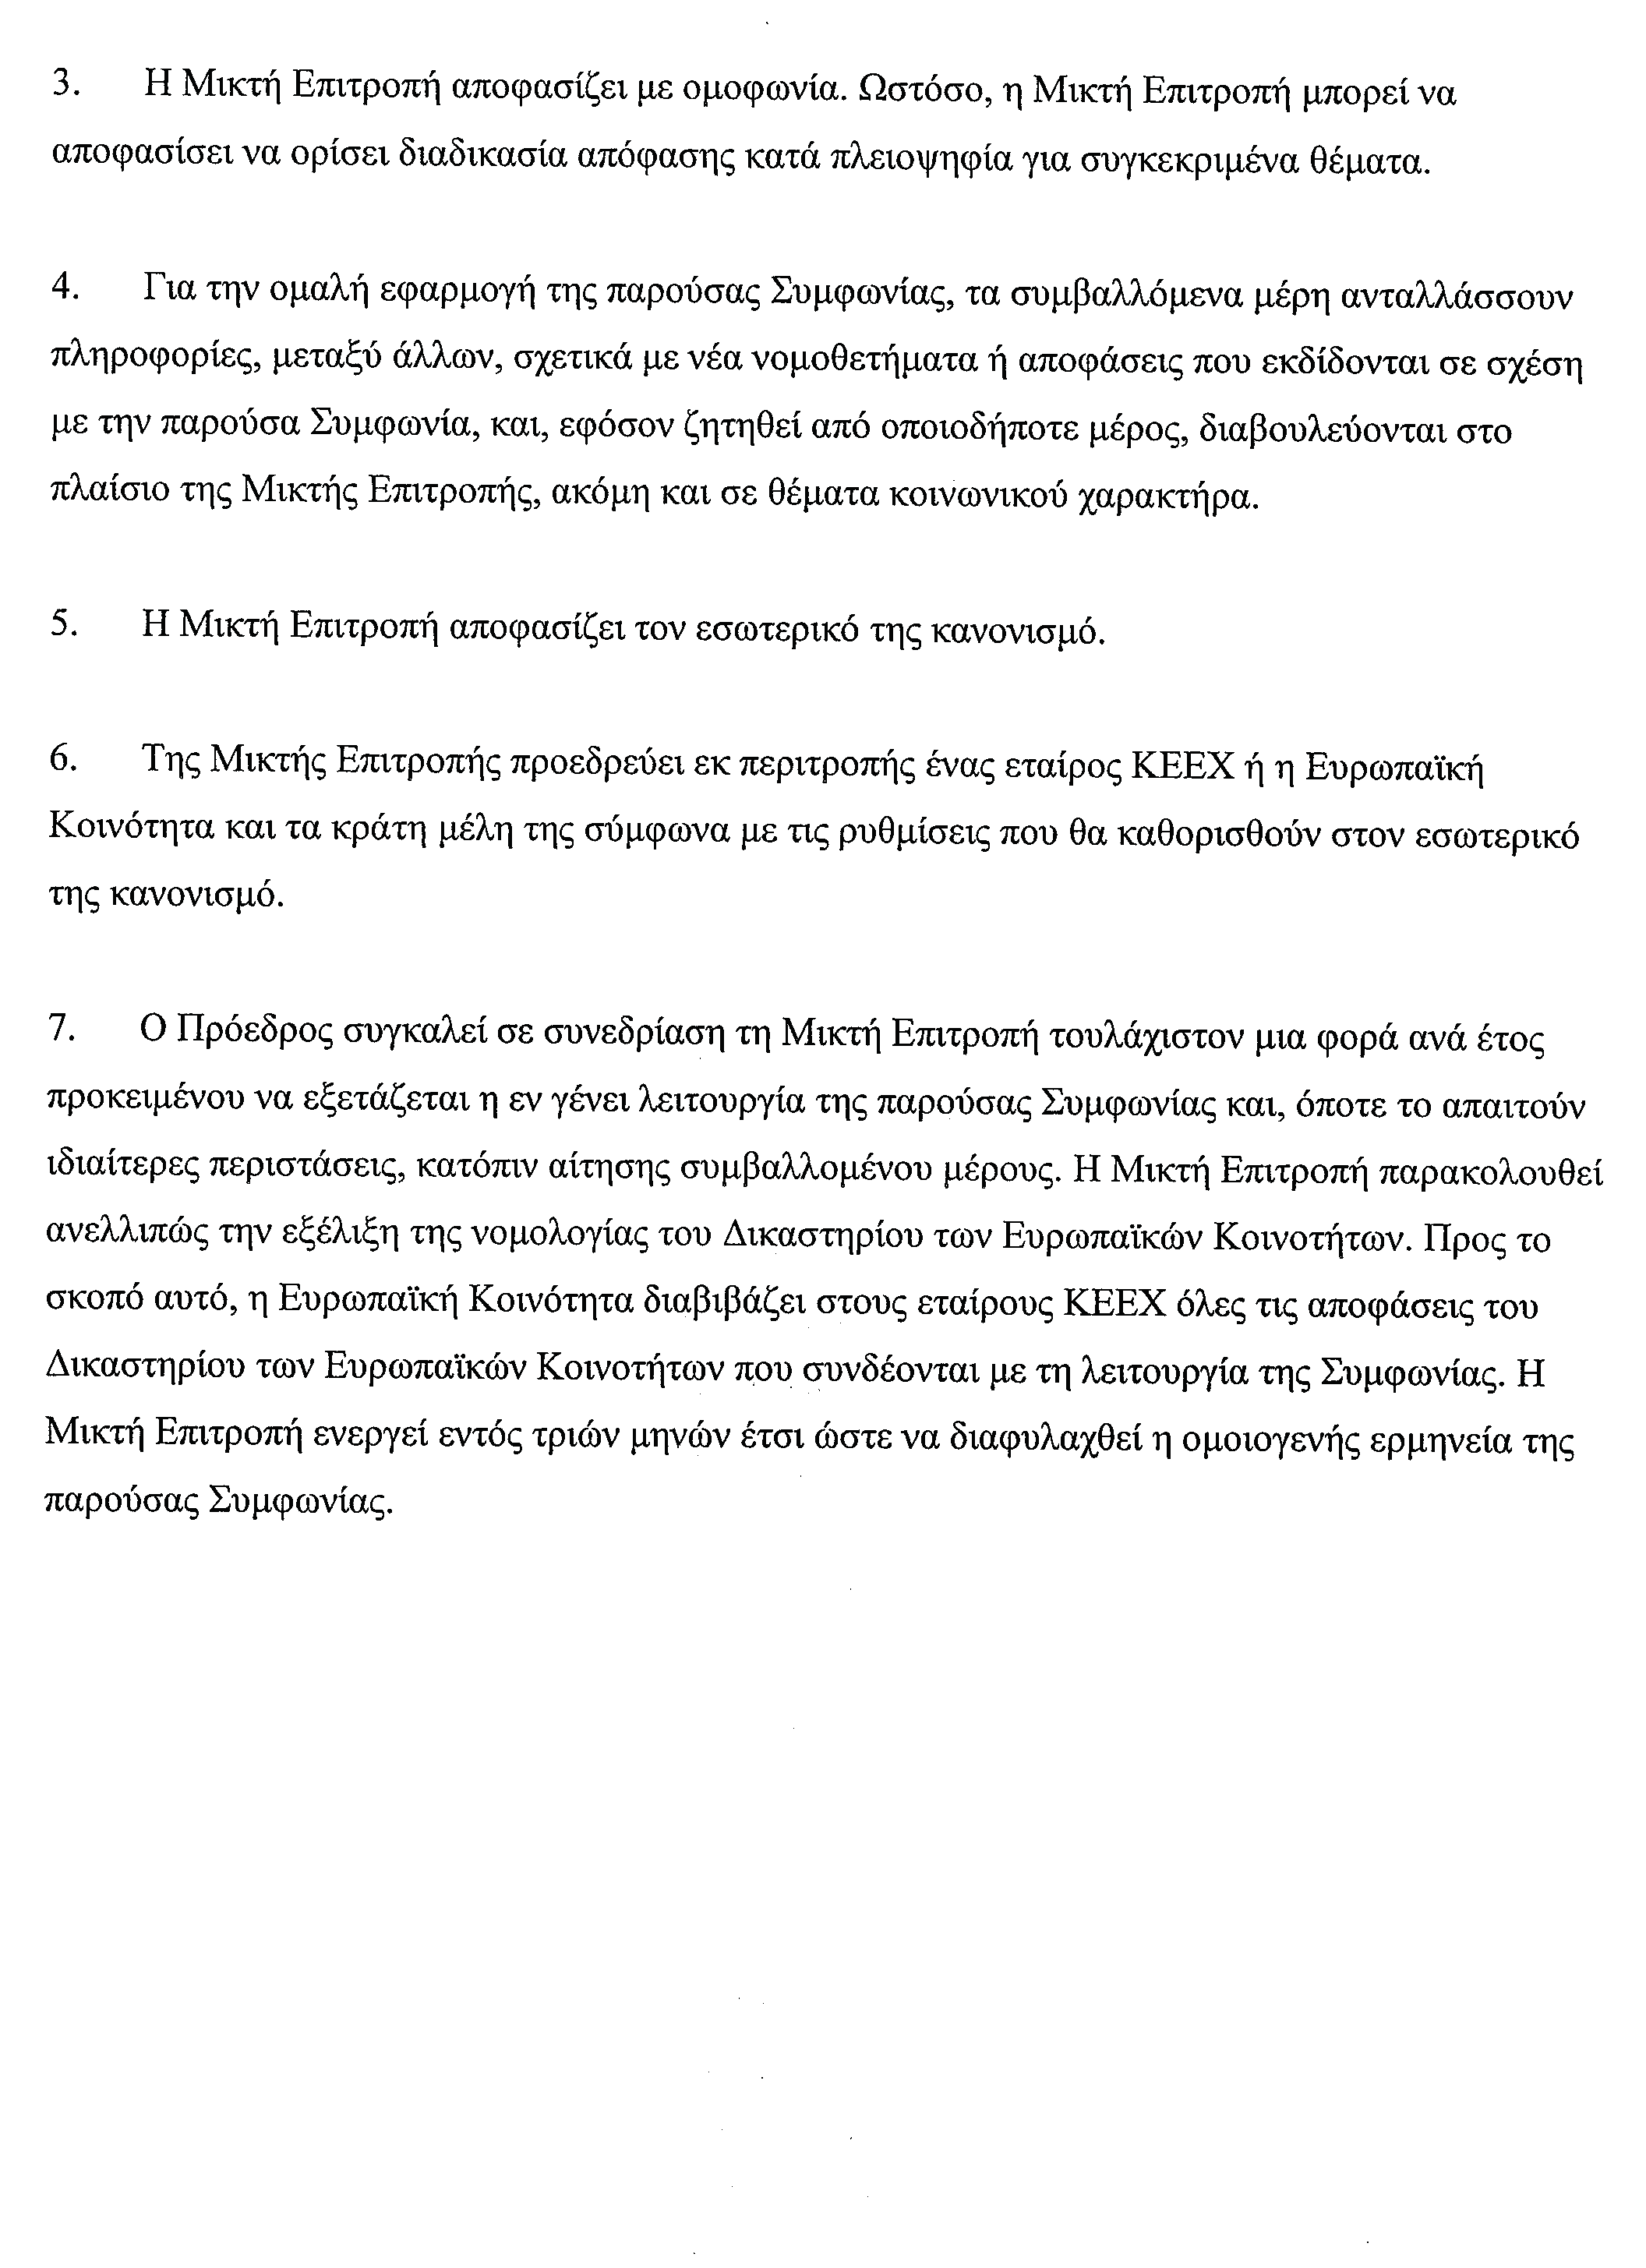 3. Η Μικτή Επιτροπή αποφασίζει με ομοφωνία. Ωστόσο, η Μικτή Επιτροπή μπορεί να
αποφασίσει να ορίσει διαδικασία απόφασης κατά πλειοψηφία για συγκεκριμένα θέματα.
4. Για την ομαλή εφαρμογή της παρούσας Συμφωνίας, τα συμβαλλόμενα μέρη ανταλλάσσουν
πληροφορίες, μεταξύ άλλων, σχετικά με νέα νομοθετήματα ή αποφάσεις που εκδίδονται σε σχέση
με την παρούσα Συμφωνία, και, εφόσον ζητηθεί από οποιοδήποτε μέρος, διαβουλεύονται στο
πλαίσιο της Μικτής Επιτροπής, ακόμη και σε θέματα κοινωνικού χαρακτήρα.
5. Η Μικτή Επιτροπή αποφασίζει τον εσωτερικό της κανονισμό.
6. Της Μικτής Επιτροπής προεδρεύει εκ περιτροπής ένας εταίρος ΚΕΕΧ ή η Ευρωπαϊκή
Κοινότητα και τα κράτη μέλη της σύμφωνα με τις ρυθμίσεις που θα καθορισθούν στον εσωτερικό
της κανονισμό.
7. Ο Πρόεδρος συγκαλεί σε συνεδρίαση τη Μικτή Επιτροπή τουλάχιστον μια φορά ανά έτος
προκειμένου να εξετάζεται η εν γένει λειτουργία της παρούσας Συμφωνίας και, όποτε το απαιτούν
ιδιαίτερες περιστάσεις, κατόπιν αίτησης συμβαλλομένου μέρους. Η Μικτή Επιτροπή παρακολουθεί
ανελλιπώς την εξέλιξη της νομολογίας του Δικαστηρίου των Ευρωπαϊκών Κοινοτήτων. Προς το
σκοπό αυτό, η Ευρωπαϊκή Κοινότητα διαβιβάζει στους εταίρους ΚΕΕΧ όλες τις αποφάσεις του
Δικαστηρίου των Ευρωπαϊκών Κοινοτήτων που συνδέονται με τη λειτουργία της Συμφωνίας. Η
Μικτή Επιτροπή ενεργεί εντός τριών μηνών έτσι ώστε να διαφυλαχθεί η ομοιογενής ερμηνεία της
παρούσας Συμφωνίας.